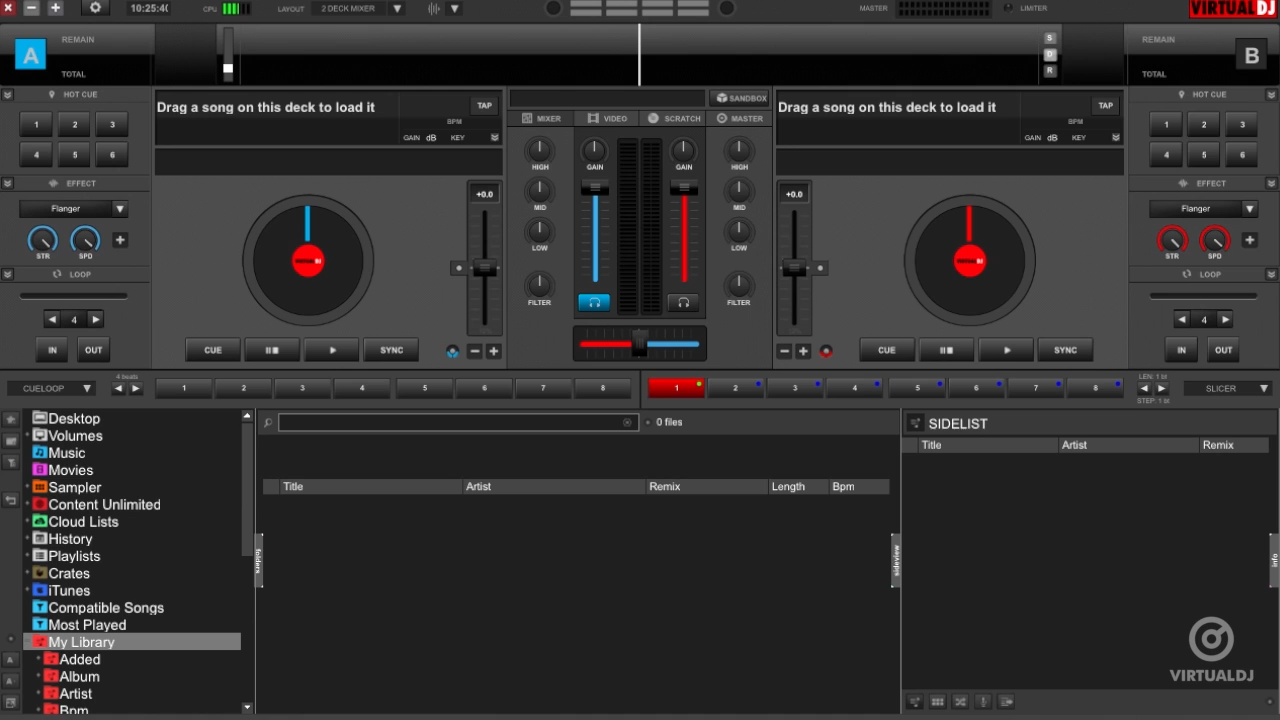 10:25:40
CPU
LAYOUT
2 DECK MIXER
MASTER
LIMITER
VIRTUALDJ
A
REMAIN
TOTAL
S
D
R
REMAIN
TOTAL
B
HOT CUE
1 2 3
4 5 6
EFFECT
Flanger
STR SPD
LOOP
4
IN OUT
Drag a song on this deck to load it
TAP
BPM
GAIN dB KEY
+0.0
CUE SYNC
SANDBOX
MIXER VIDEO SCRATCH MASTER
HIGH GAIN GAIN HIGH
MID MID
LOW LOW
FILTER FILTER
Drag a song on this deck to load it
TAP
BPM
GAIN dB KEY
+0.0
CUE SYNC
HOT CUE
1 2 3
4 5 6
EFFECT
Flanger
STR SPD
LOOP
4
IN OUT
CUELOOP
4 beats
1 2 3 4 5 6 7 8
1 2 3 4 5 6 7 8
LEN: 1 M
STEP: 1 M
SLICER
Desktop
Volumes
Music
Movies
Sampler
Content Unlimited
Cloud Lists
History
Playlists
Crates
iTunes
Compatible Songs
Most Played
My Library
Added
Album
Artist
Bpm
folders
0 files
Title Artist Remix Length Bpm
sideview
SIDELIST
Title Artist Remix
info
VIRTUALDJ